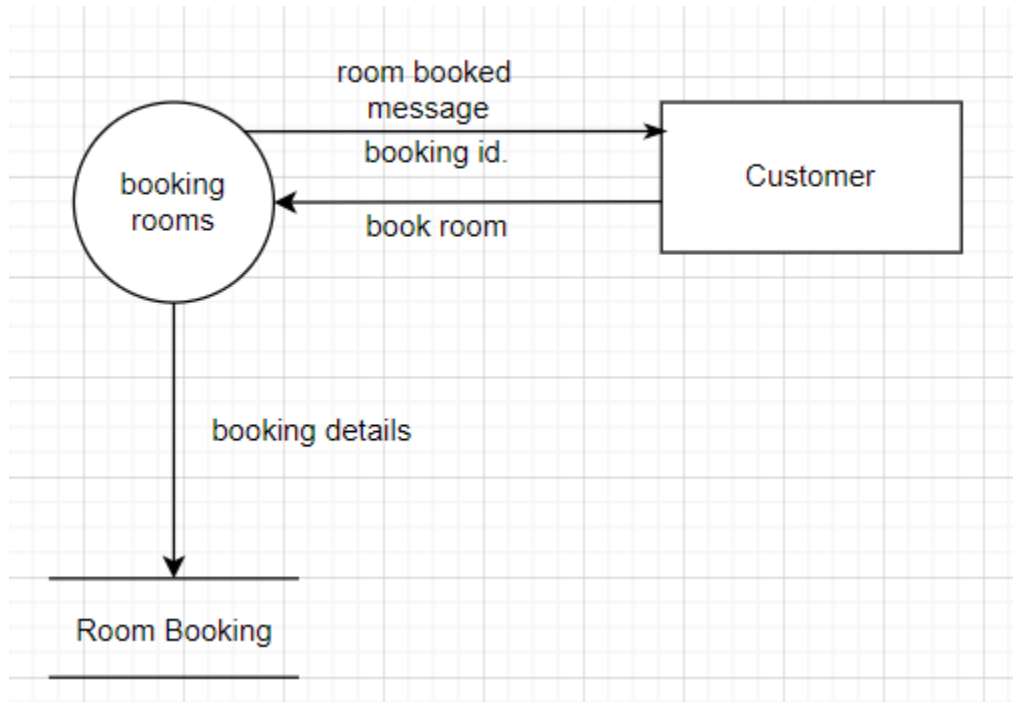 room booked
message
booking id.
booking
rooms
Customer
book room
booking details
Room Booking